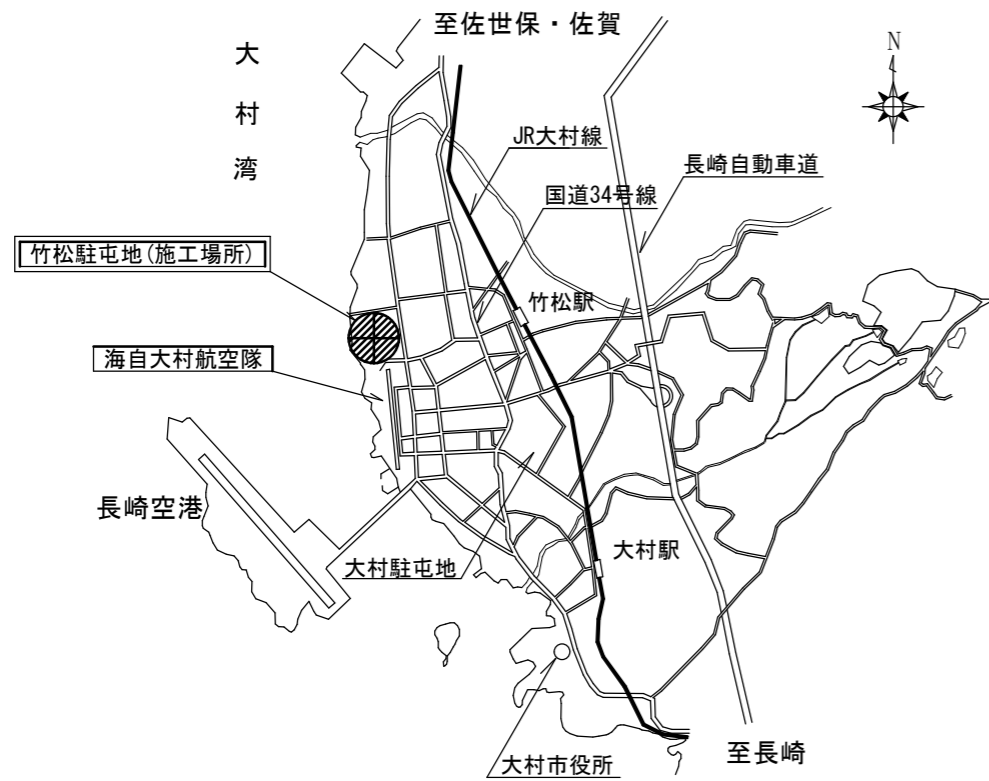 至佐世保・佐賀
大村湾
N
JR大村線
長崎自動車道
国道34号線
竹松駐屯地(施工場所)
竹松駅
海自大村航空隊
長崎空港
大村駐屯地
大村駅
至長崎
大村市役所